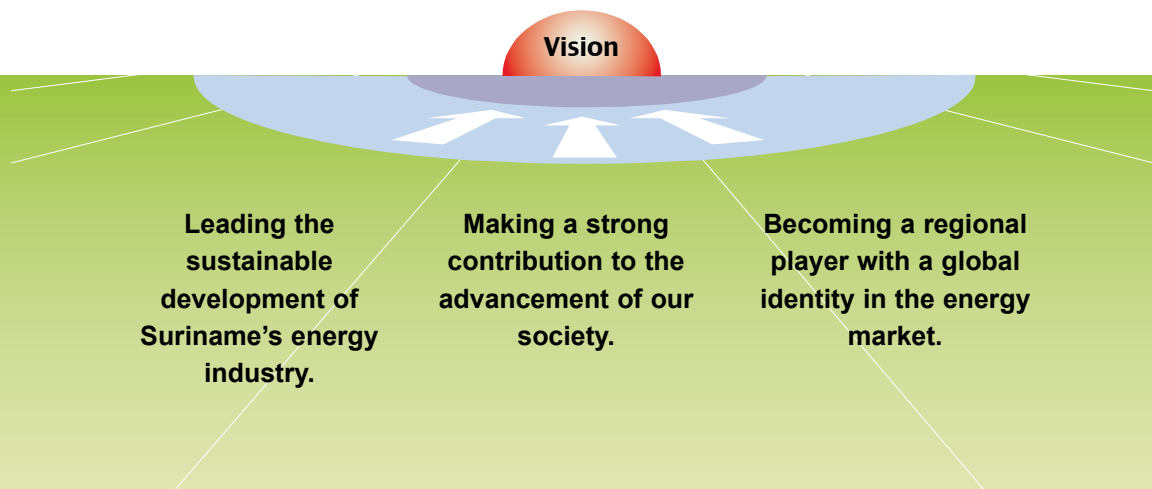 Vision
Leading the
sustainable
development of
Suriname’s energy
industry.
Making a strong
contribution to the
advancement of our
society.
Becoming a regional
player with a global
identity in the energy
market.